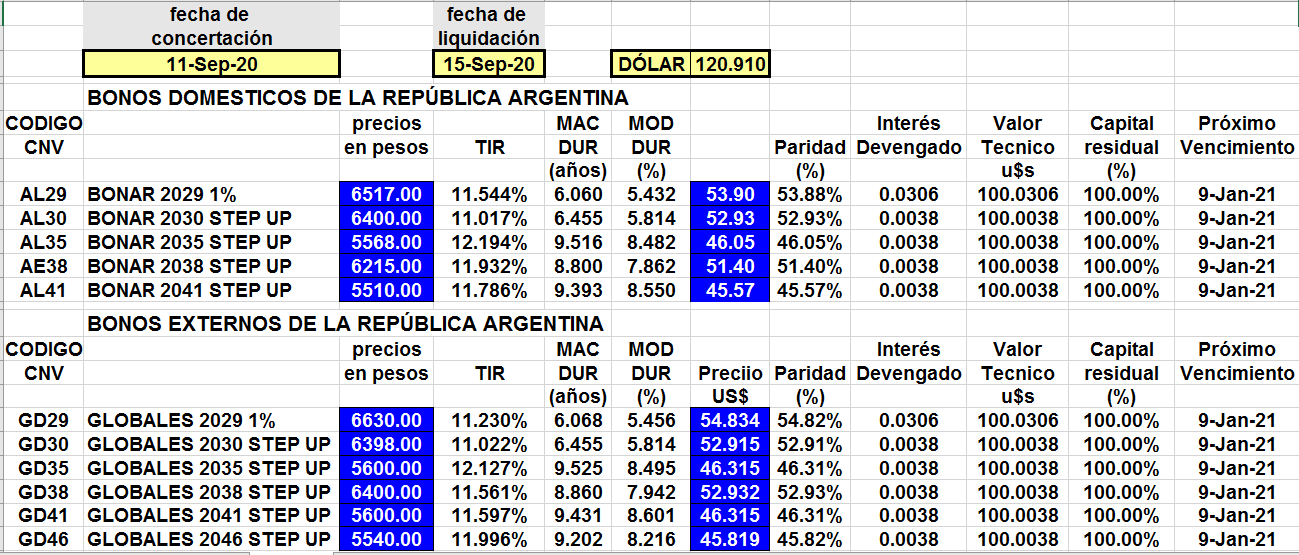 fecha de fecha de
concertación liquidación
11-Sep-20 15-Sep-20 DÓLAR 120.910
BONOS DOMESTICOS DE LA REPÚBLICA ARGENTINA
CODIGO precios MAC MOD Interés Valor Capital Próximo
CNV en pesos TIR DUR DUR Paridad Devengado Tecnico residual Vencimiento
(años) (%) (%) u$s (%)
AL29 BONAR 2029 1% 6517.00 11.544% 6.060 5.432 53.90 53.88% 0.0306 100.0306 100.00% 9-Jan-21
AL30 BONAR 2030 STEP UP 6400.00 11.017% 6.455 5.814 52.93 52.93% 0.0038 100.0038 100.00% 9-Jan-21
AL35 BONAR 2035 STEP UP 5568.00 12.194% 9.516 8.482 46.05 46.05% 0.0038 100.0038 100.00% 9-Jan-21
AE38 BONAR 2038 STEP UP 6215.00 11.932% 8.800 7.862 51.40 51.40% 0.0038 100.0038 100.00% 9-Jan-21
AL41 BONAR 2041 STEP UP 5510.00 11.786% 9.393 8.550 45.57 45.57% 0.0038 100.0038 100.00% 9-Jan-21
BONOS EXTERNOS DE LA REPÚBLICA ARGENTINA
CODIGO precios MAC MOD Interés Valor Capital Próximo
CNV en pesos TIR DUR DUR Preciio Paridad Devengado Tecnico residual Vencimiento
(años) (%) US$ (%) u$s (%)
GD29 GLOBALES 2029 1% 6630.00 11.230% 6.068 5.456 54.834 54.82% 0.0306 100.0306 100.00% 9-Jan-21
GD30 GLOBALES 2030 STEP UP 6398.00 11.022% 6.455 5.814 52.915 52.91% 0.0038 100.0038 100.00% 9-Jan-21
GD35 GLOBALES 2035 STEP UP 5600.00 12.127% 9.525 8.495 46.315 46.31% 0.0038 100.0038 100.00% 9-Jan-21
GD38 GLOBALES 2038 STEP UP 6400.00 11.561% 8.860 7.942 52.932 52.93% 0.0038 100.0038 100.00% 9-Jan-21
GD41 GLOBALES 2041 STEP UP 5600.00 11.597% 9.431 8.601 46.315 46.31% 0.0038 100.0038 100.00% 9-Jan-21
GD46 GLOBALES 2046 STEP UP 5540.00 11.996% 9.202 8.216 45.819 45.82% 0.0038 100.0038 100.00% 9-Jan-21